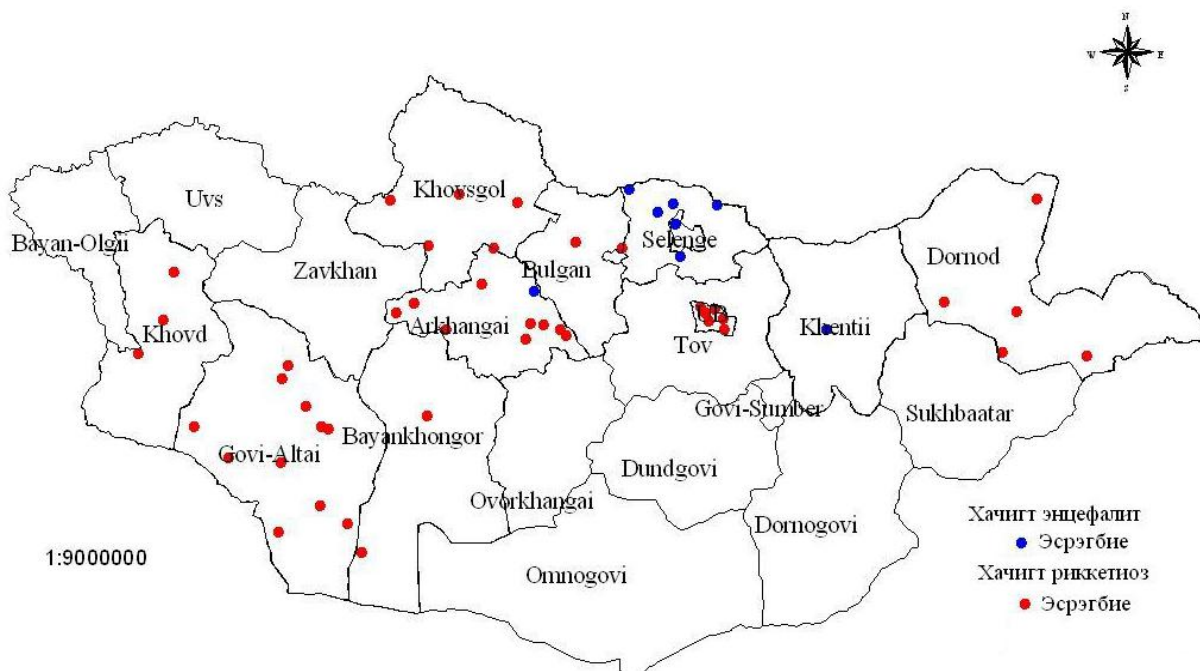 N
W
E
S
Khovsgol
Uvs
Bayan-Olgii
Selenge
Dornod
Zavkhan
Bulgan
Khovd
Arkhangai
UB
Khentii
Tov
Govi-Sumber
Sukhbaatar
Bayankhongor
Govi-Altai
Dundgovi
Ovorkhangai
Dornogovi
Хачигт энцефалит
Эсрэгбие
1:9000000
Omnogovi
Хачигт риккетиоз
Эсрэгбие